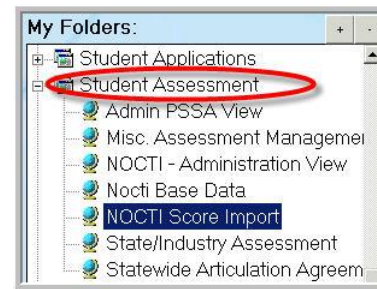 My Folders: + -
Student Applications
Student Assessment
Admin PSSA View
Misc. Assessment Managemen
NOCTI - Administration View
Nocti Base Data
NOCTI Score Import
State/Industry Assessment
Statewide Articulation Agreem